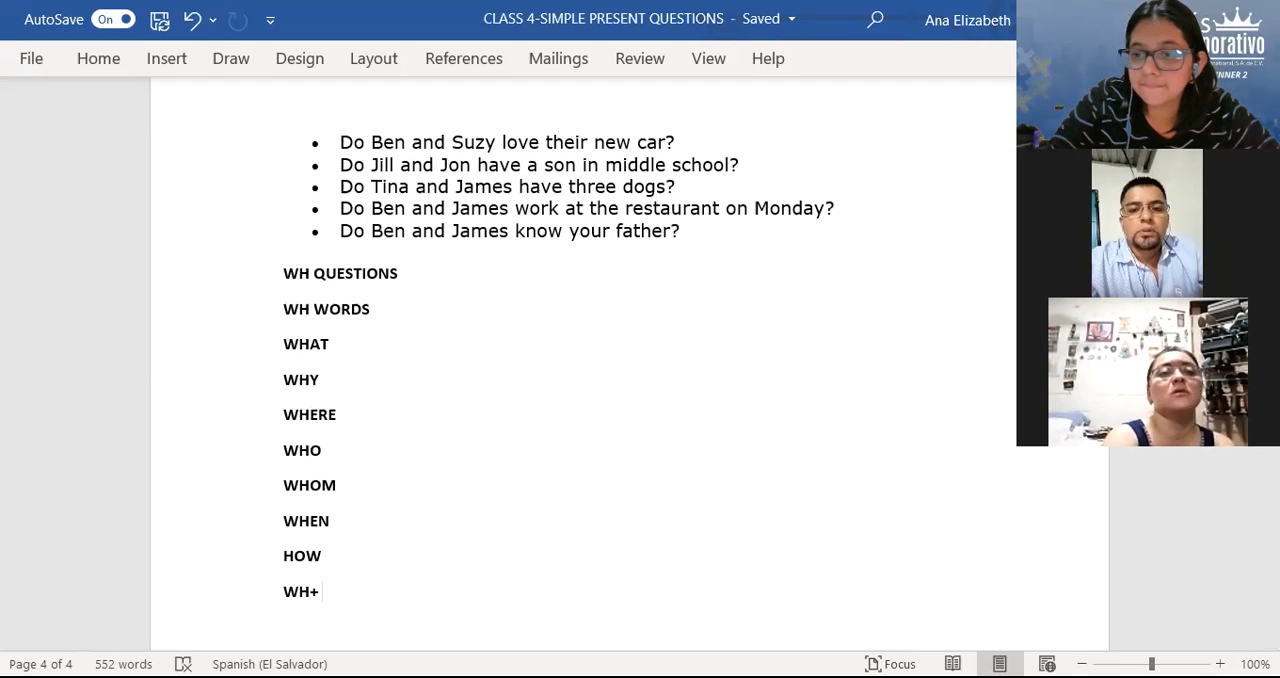 AutoSave On CLASS 4-SIMPLE PRESENT QUESTIONS - Saved Ana Elizabeth
File Home Insert Draw Design Layout References Mailings Review View Help
NNER 2
• Do Ben and Suzy love their new car?
• Do Jill and Jon have a son in middle school?
• Do Tina and James have three dogs?
• Do Ben and James work at the restaurant on Monday?
• Do Ben and James know your father?
WH QUESTIONS
WH WORDS
WHAT
WHY
WHERE
WHO
WHOM
WHEN
HOW
WH+
Page 4 of 4 552 words Spanish (El Salvador) Focus 100%